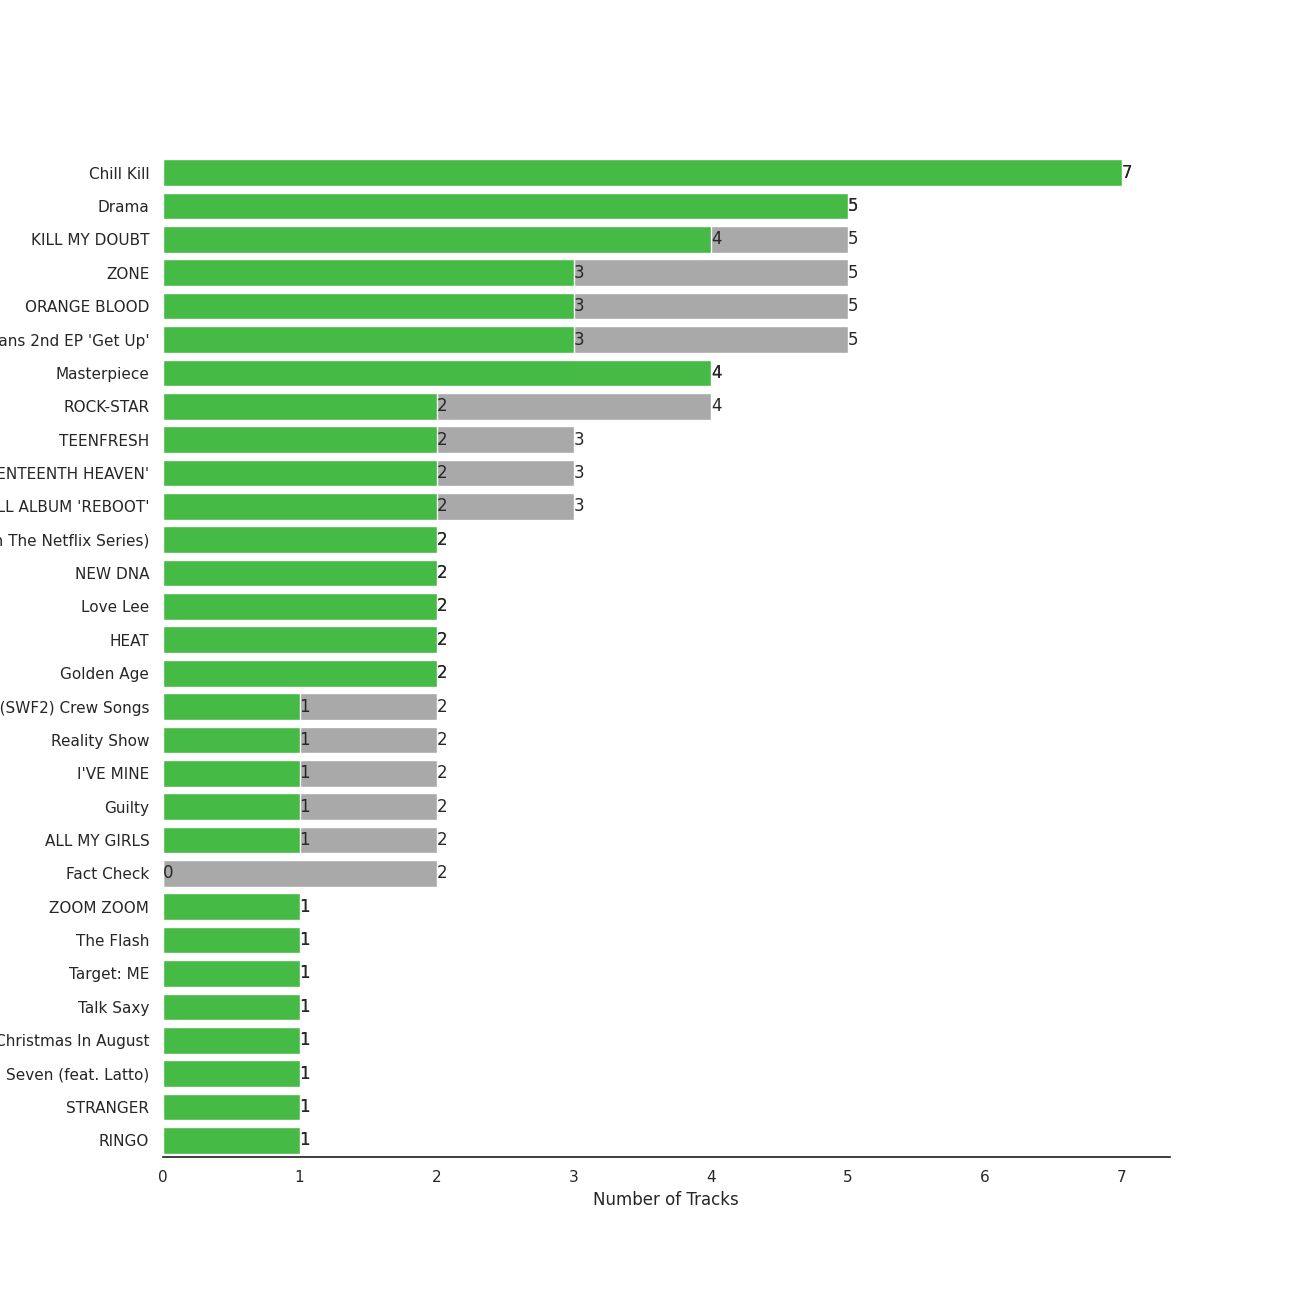 Chill Kill 7
Drama 5
KILL MY DOUBT 4 5
ZONE 3 5
ORANGE BLOOD 3 5
ans 2nd EP 'Get Up' 3 5
Masterpiece 4
ROCK-STAR 2 4
TEENFRESH 2 3
ENTEENTH HEAVEN' 2 3
LL ALBUM 'REBOOT' 2 3
The Netflix Series) 2
NEW DNA 2
Love Lee 2
HEAT 2
Golden Age 2
(SWF2) Crew Songs 1 2
Reality Show 1 2
I'VE MINE 1 2
Guilty 1 2
ALL MY GIRLS 1 2
Fact Check 0 2
ZOOM ZOOM 1
The Flash 1
Target: ME 1
Talk Saxy 1
Christmas In August 1
Seven (feat. Latto) 1
STRANGER 1
RINGO 1
0 1 2 3 4 5 6 7
Number of Tracks